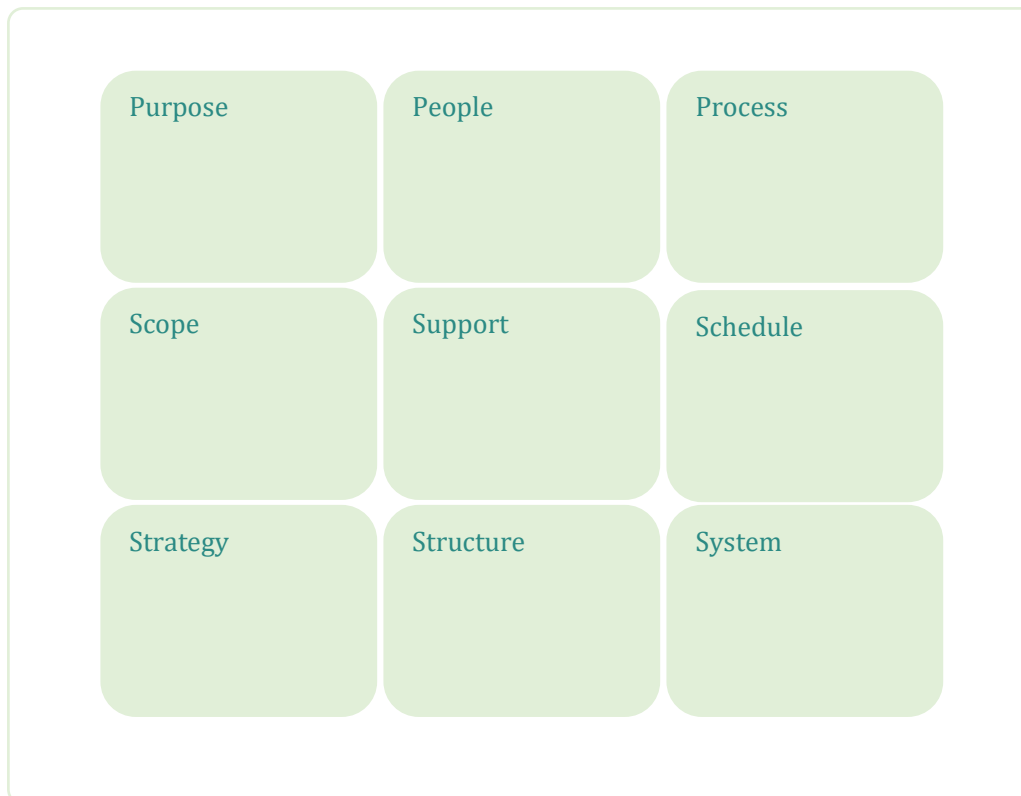 Purpose
People
Process
Scope
Support
Schedule
Strategy
Structure
System